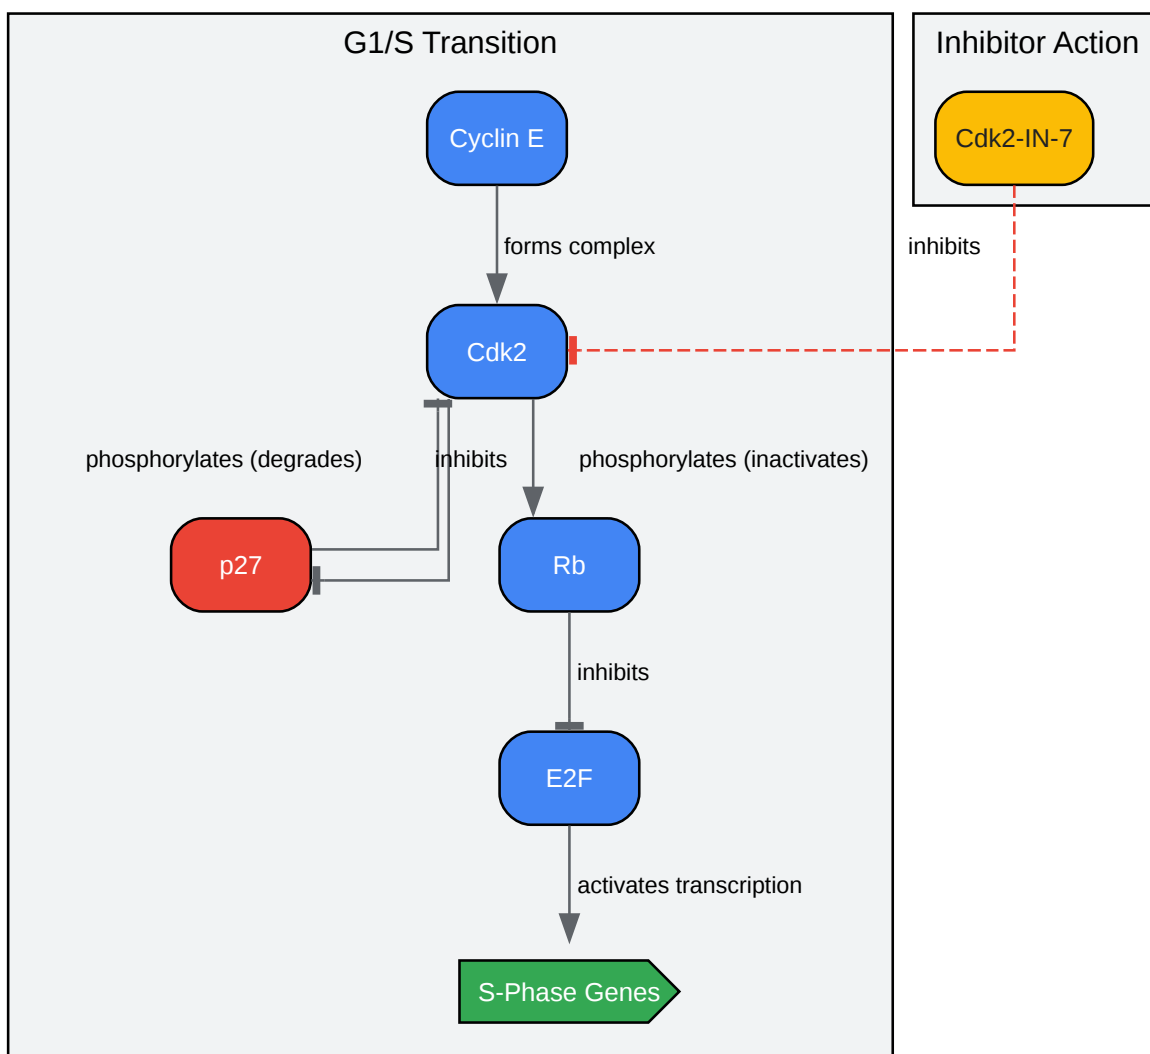 G1/S Transition
Inhibitor Action
Cyclin E
Cdk2-IN-7
forms complex
inhibits
Cdk2
phosphorylates (degrades)
inhibits
phosphorylates (inactivates)
p27
Rb
inhibits
E2F
activates transcription
S-Phase Genes